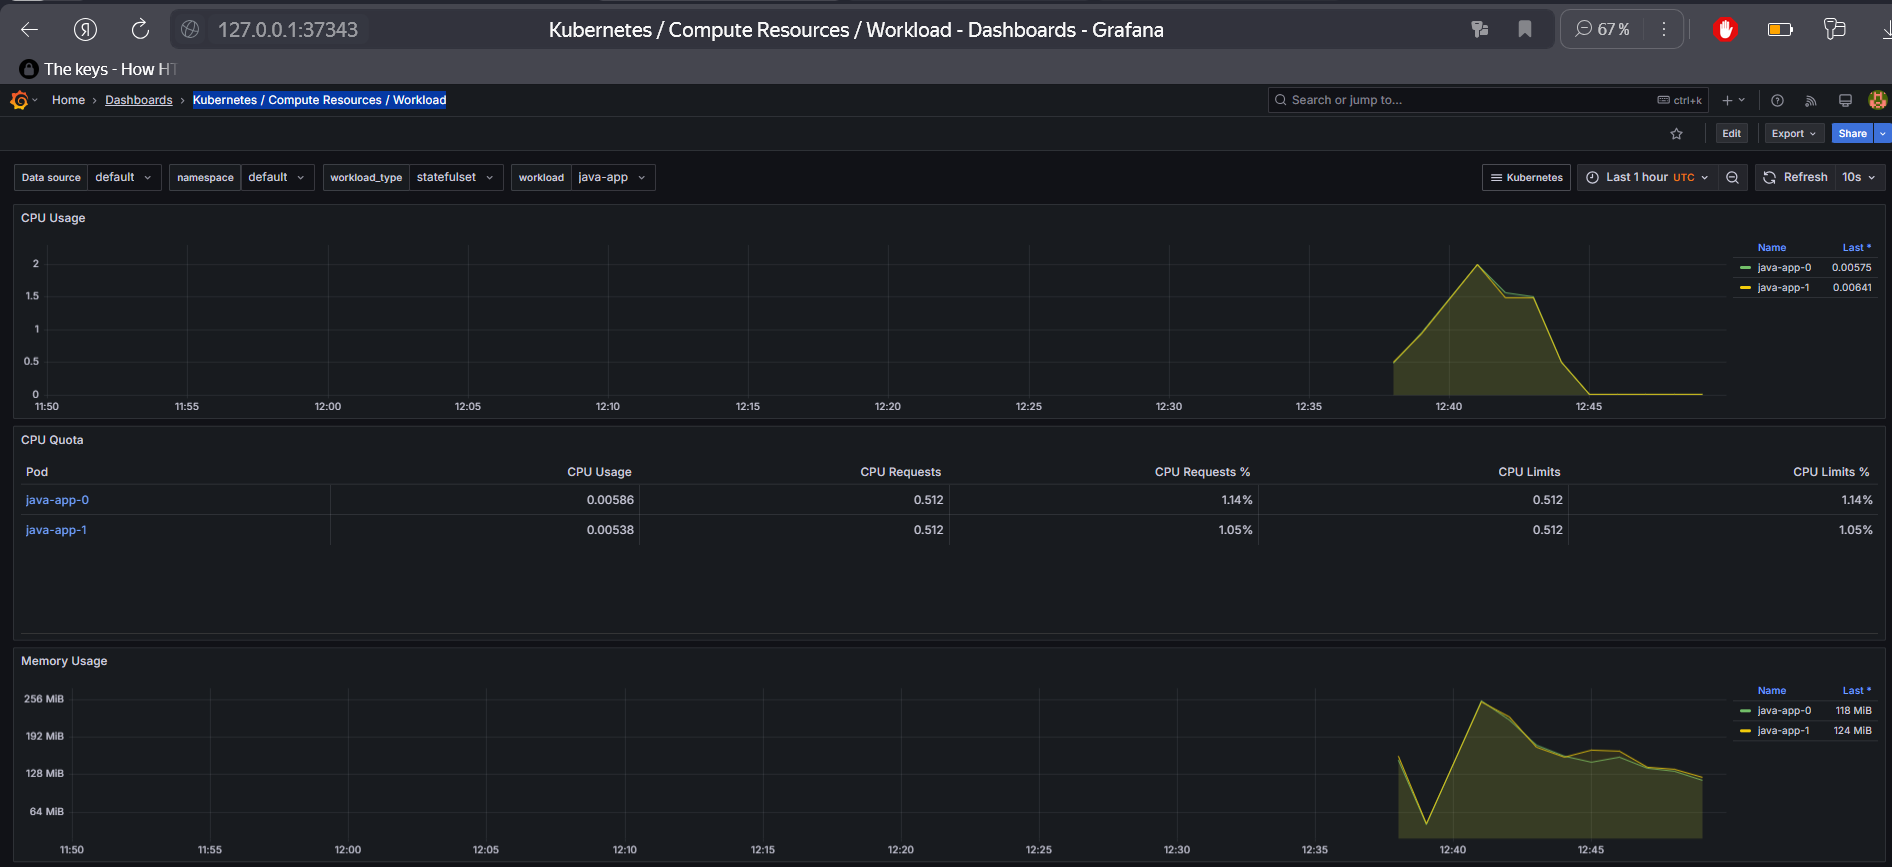 Я 127.0.0.1:37343 Kubernetes / Compute Resources / Workload - Dashboards - Grafana 67 %
The keys - How HT
Home › Dashboards › Kubernetes / Compute Resources / Workload Search or jump to... ctrl+k
Edit Export Share
Data source default namespace default workload_type statefulset workload java-app Kubernetes Last 1 hour UTC Refresh 10s
CPU Usage
Name Last *
java-app-0 0.00575
java-app-1 0.00641
2
1.5
1
0.5
0
11:50 11:55 12:00 12:05 12:10 12:15 12:20 12:25 12:30 12:35 12:40 12:45
CPU Quota
Pod CPU Usage CPU Requests CPU Requests % CPU Limits CPU Limits %
java-app-0 0.00586 0.512 1.14% 0.512 1.14%
java-app-1 0.00538 0.512 1.05% 0.512 1.05%
Memory Usage
Name Last *
java-app-0 118 MiB
java-app-1 124 MiB
256 MiB
192 MiB
128 MiB
64 MiB
11:50 11:55 12:00 12:05 12:10 12:15 12:20 12:25 12:30 12:35 12:40 12:45